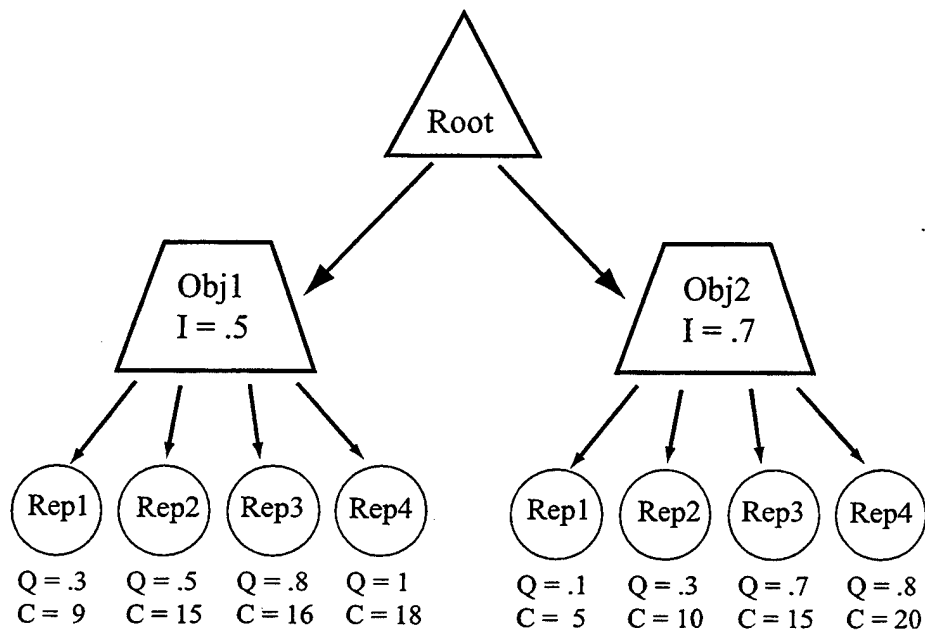 Root
Obj1
I = .5
Obj2
I = .7
Rep1 Rep2 Rep3 Rep4 Rep1 Rep2 Rep3 Rep4
Q = .3 Q = .5 Q = .8 Q = 1 Q = .1 Q = .3 Q = .7 Q = .8
C = 9 C = 15 C = 16 C = 18 C = 5 C = 10 C = 15 C = 20